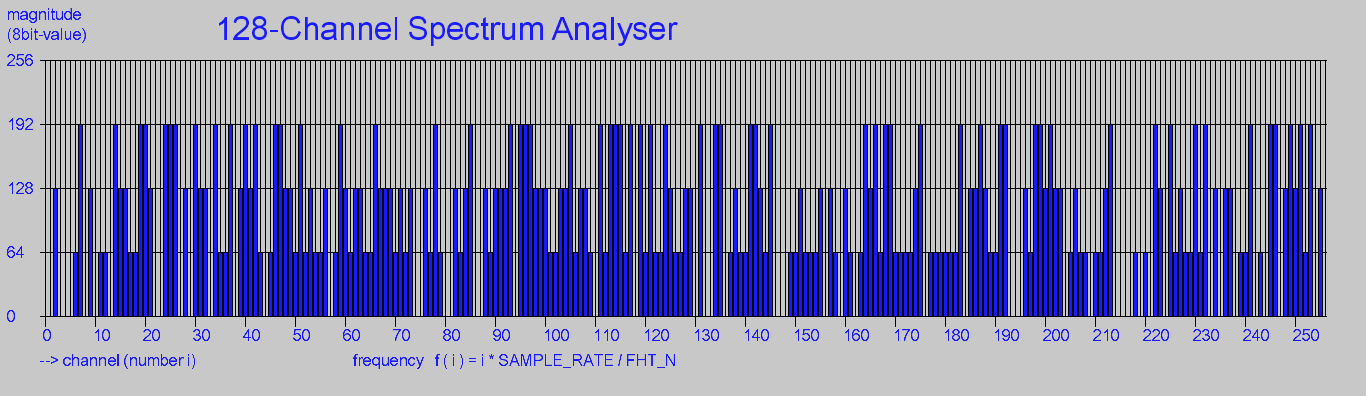 magnitude
(8bit-value)
128-Channel Spectrum Analyser
256
192
128
64
0
0 10 20 30 40 50 60 70 80 90 100 110 120 130 140 150 160 170 180 190 200 210 220 230 240 250
--> channel (number i) frequency f ( i ) = i * SAMPLE_RATE / FHT_N